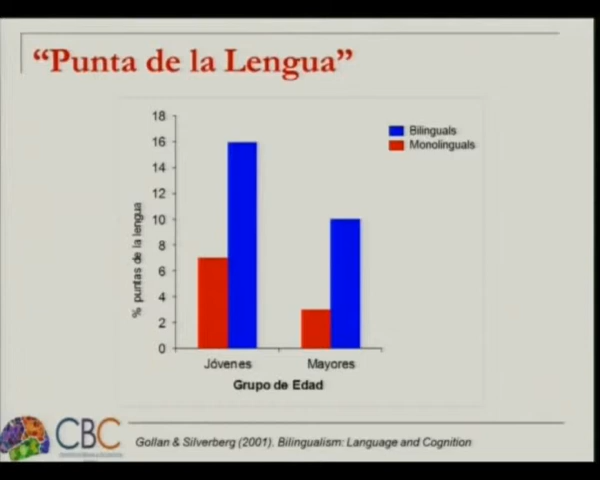 “Punta de la Lengua”
18
16
14
12
10
8
6
4
2
0
% puntas de la lengua
Bilinguals
Monolinguals
Jóvenes
Mayores
Grupo de Edad
CBC
Gollan & Silverberg (2001). Bilingualism: Language and Cognition